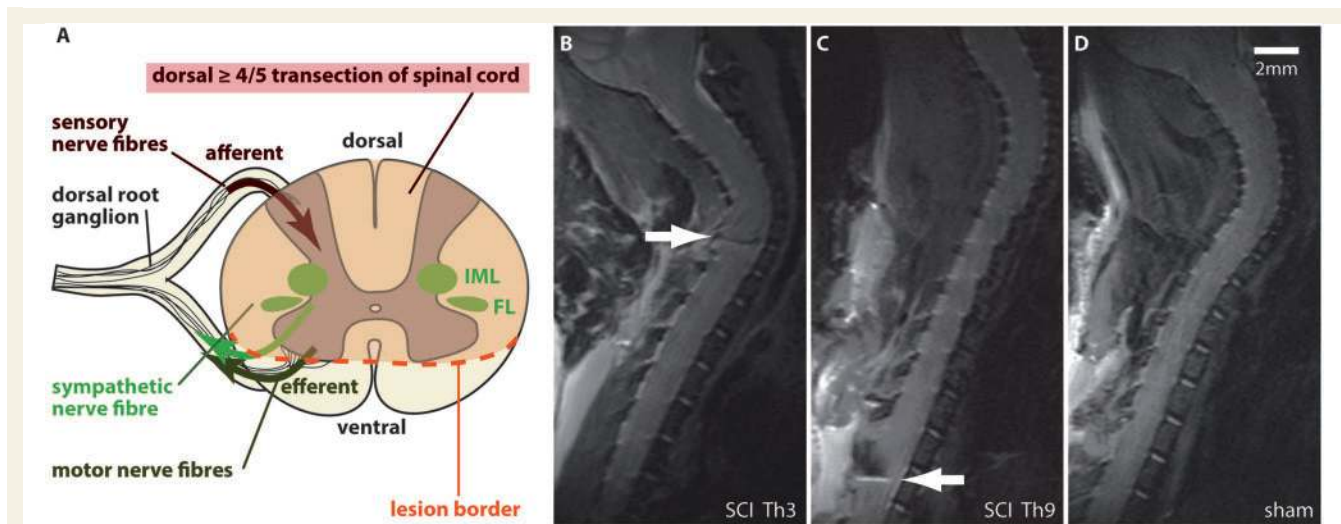 A
dorsal ≥ 4/5 transection of spinal cord
sensory
nerve fibres
afferent
dorsal
dorsal root
ganglion
IML
FL
sympathetic
nerve fibre
efferent
ventral
motor nerve fibres
lesion border
B
SCI Th3
C
SCI Th9
D
2mm
sham